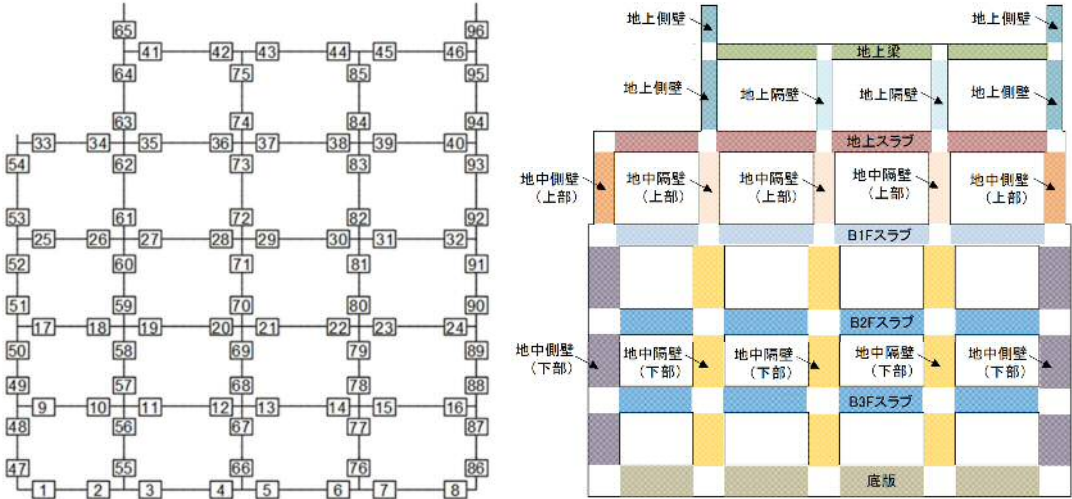 65
96
41 42 43 44 45 46
64 75 85 95
63 74 84 94
33 34 35 36 37 38 39 40
54 62 73 83 93
53 61 72 82 92
25 26 27 28 29 30 31 32
52 60 71 81 91
51 59 70 80 90
17 18 19 20 21 22 23 24
50 58 69 79 89
49 57 68 78 88
9 10 11 12 13 14 15 16
48 56 67 77 87
47 55 66 76 86
1 2 3 4 5 6 7 8
地上側壁 地上側壁
地上梁
地上側壁 地上隔壁 地上隔壁 地上側壁
地上スラブ
地中側壁
(上部)
地中隔壁
(上部)
地中隔壁
(上部)
地中隔壁
(上部)
地中側壁
(上部)
B1Fスラブ
B2Fスラブ
地中側壁
(下部)
地中隔壁
(下部)
地中隔壁
(下部)
地中隔壁
(下部)
地中側壁
(下部)
B3Fスラブ
底版